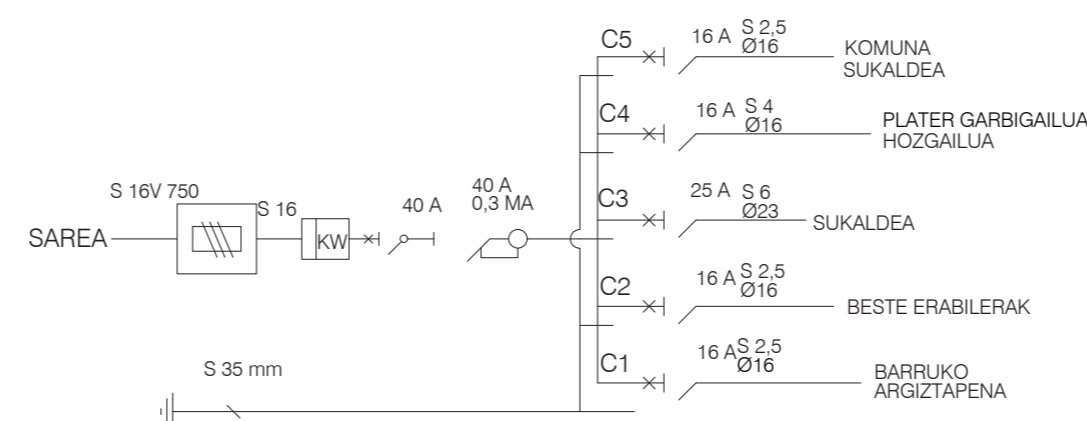 C5
16 A
S 2,5
Ø16
KOMUNA
SUKALDEA
C4
16 A
S 4
Ø16
PLATER GARBIGAILUA
HOZGAILUA
S 16V 750
S 16
40 A
40 A
0,3 MA
C3
25 A
S 6
Ø23
SUKALDEA
SAREA
KW
C2
16 A
S 2,5
Ø16
BESTE ERABILERAK
S 35 mm
C1
16 A
S 2,5
Ø16
BARRUKO
ARGIZTAPENA